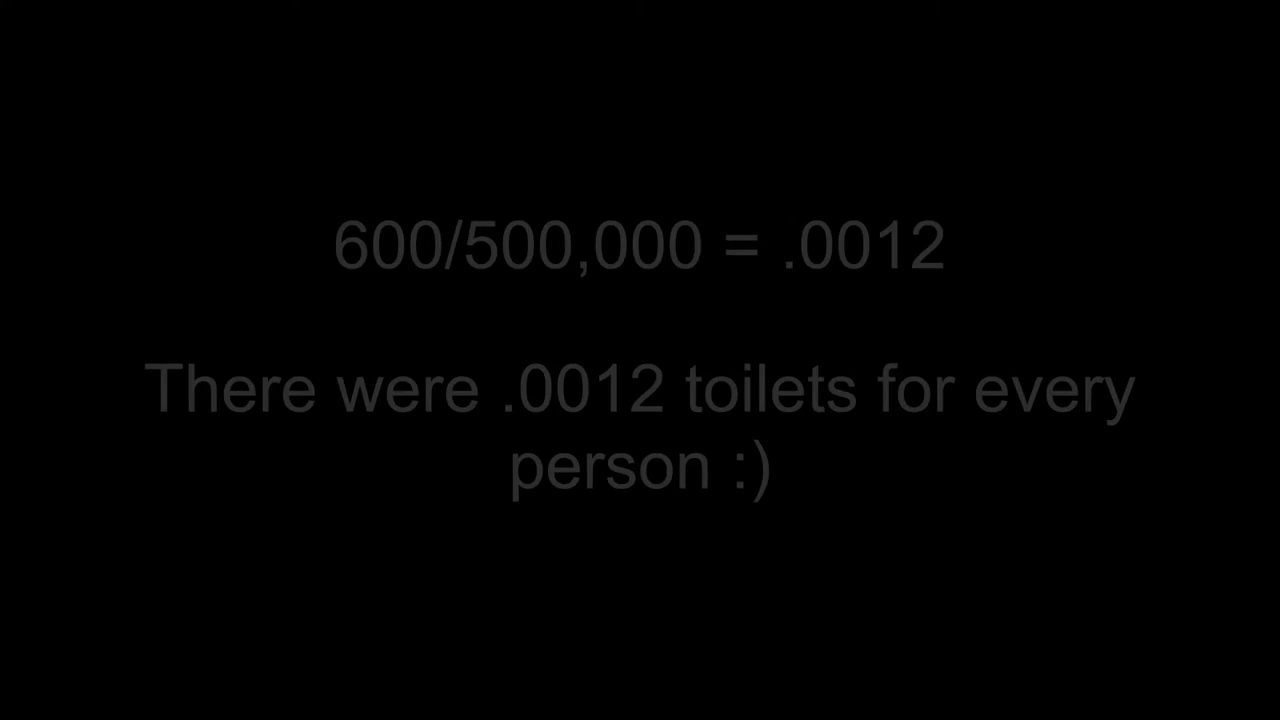 600/500,000 = .0012
There were .0012 toilets for every
person :)